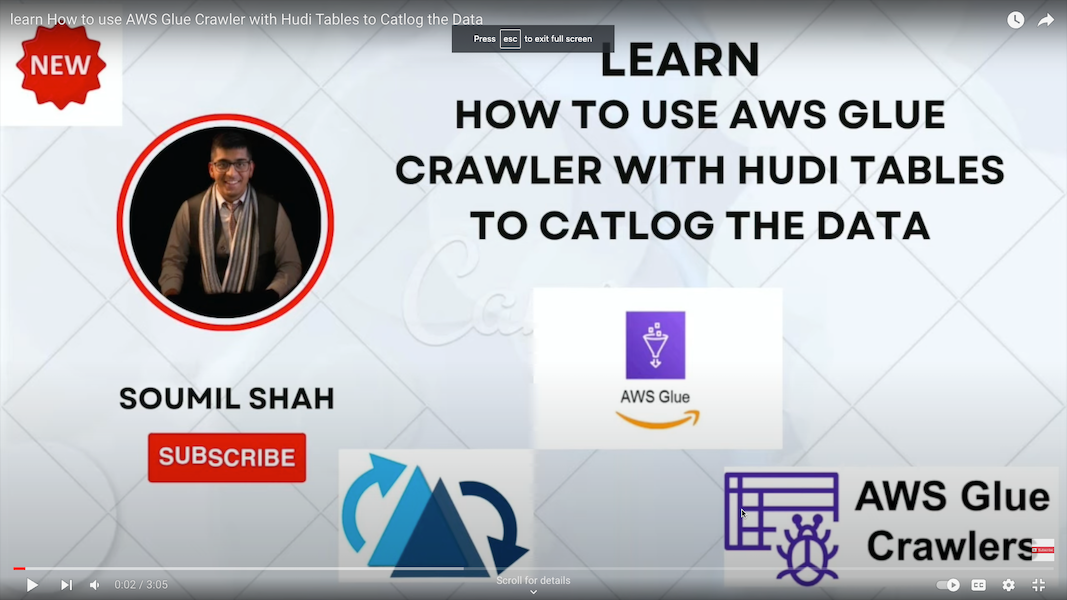 learn How to use AWS Glue Crawler with Hudi Tables to Catlog the Data
Press esc to exit full screen
NEW
LEARN
HOW TO USE AWS GLUE
CRAWLER WITH HUDI TABLES
TO CATLOG THE DATA
SOUMIL SHAH
SUBSCRIBE
AWS Glue
AWS Glue
Crawlers
0:02 / 3:05
Scroll for details
CC